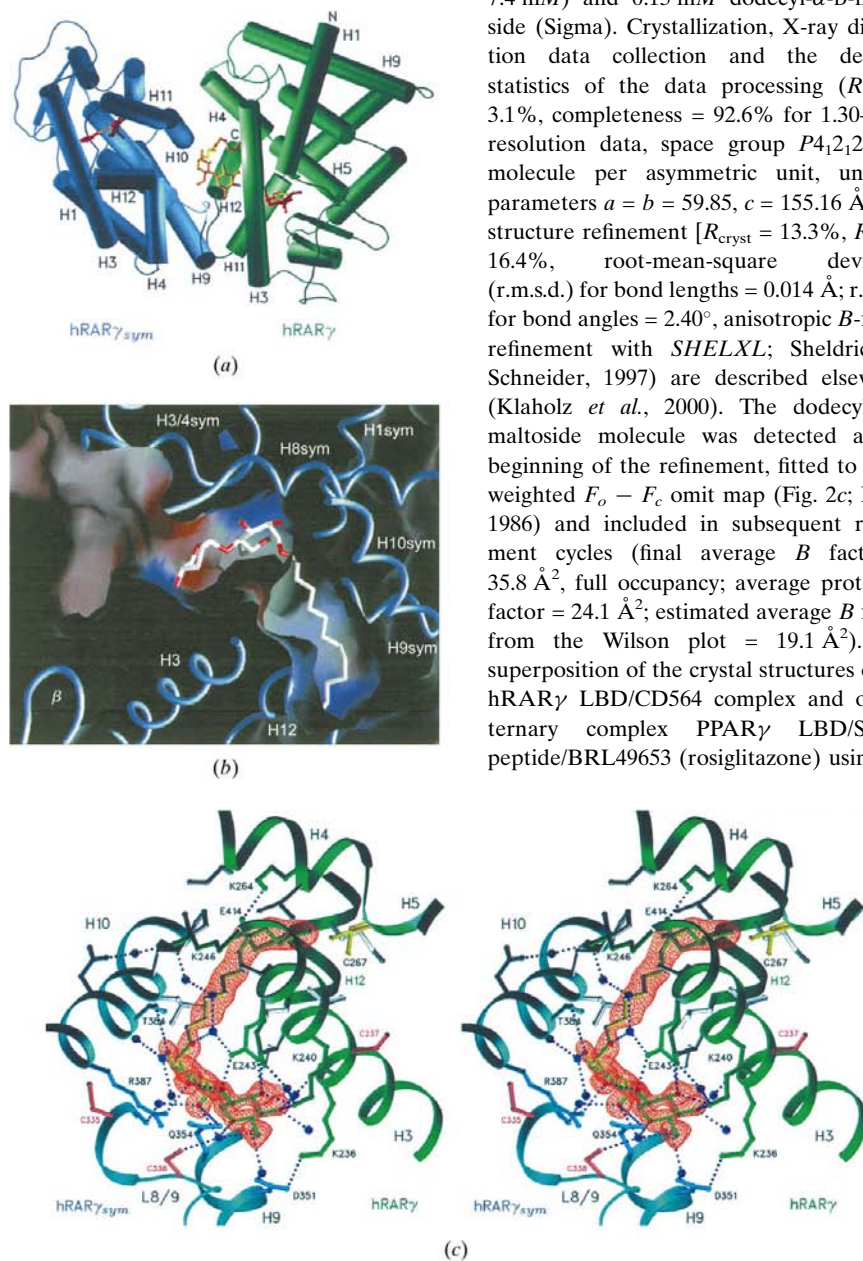 N
H1
H9
H11
H4
C
H10
H5
H12
H12
H1
H3
H4
H9
H11
H3
hRARγsym
hRARγ
(a)
H3/4sym
H8sym
H1sym
H10sym
H9sym
H3
H12
β
(b)
side (Sigma). Crystallization, X-ray di
tion data collection and the de
statistics of the data processing (R
3.1%, completeness = 92.6% for 1.30-
resolution data, space group P4₁2₁2
molecule per asymmetric unit, un
parameters a = b = 59.85, c = 155.16 Å
structure refinement [Rcryst = 13.3%, R
16.4%, root-mean-square devi
(r.m.s.d.) for bond lengths = 0.014 Å; r.
for bond angles = 2.40°, anisotropic B-
refinement with SHELXL; Sheldric
Schneider, 1997) are described elsew
(Klaholz et al., 2000). The dodecy
maltoside molecule was detected a
beginning of the refinement, fitted to
weighted Fo − Fc omit map (Fig. 2c;
1986) and included in subsequent r
ment cycles (final average B fact
35.8 Å², full occupancy; average prot
factor = 24.1 Å²; estimated average B
from the Wilson plot = 19.1 Å²).
superposition of the crystal structures
hRARγ LBD/CD564 complex and o
ternary complex PPARγ LBD/S
peptide/BRL49653 (rosiglitazone) usin
H4
K264
E414
H5
H10
K246
C267
H12
T384
C237
E243
K240
R387
C335
Q354
H3
C338
K236
L8/9
D351
hRARγsym
H9
hRARγ
H4
K264
E414
H5
H10
K246
C267
H12
T384
C237
E243
K240
R387
C335
Q354
H3
C338
K236
L8/9
D351
hRARγsym
H9
hRARγ
(c)